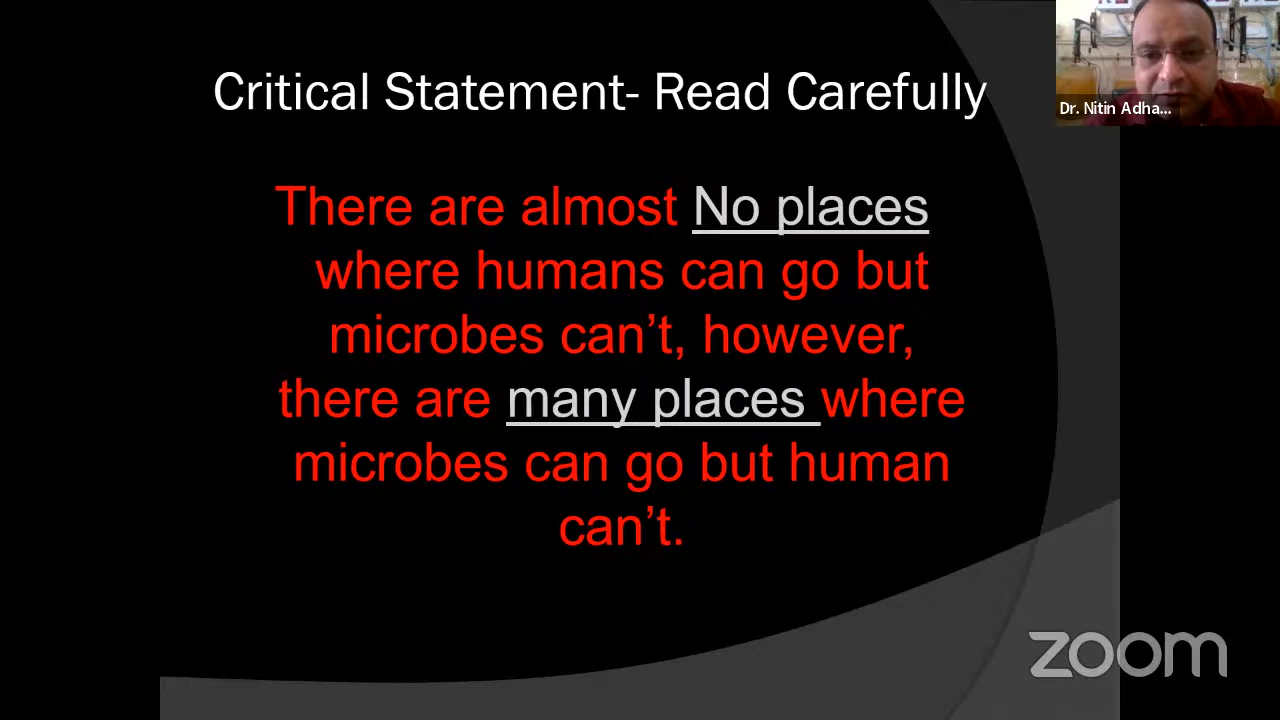 Critical Statement- Read Carefully
Dr. Nitin Adha...
There are almost No places
where humans can go but
microbes can’t, however,
there are many places where
microbes can go but human
can’t.
zoom